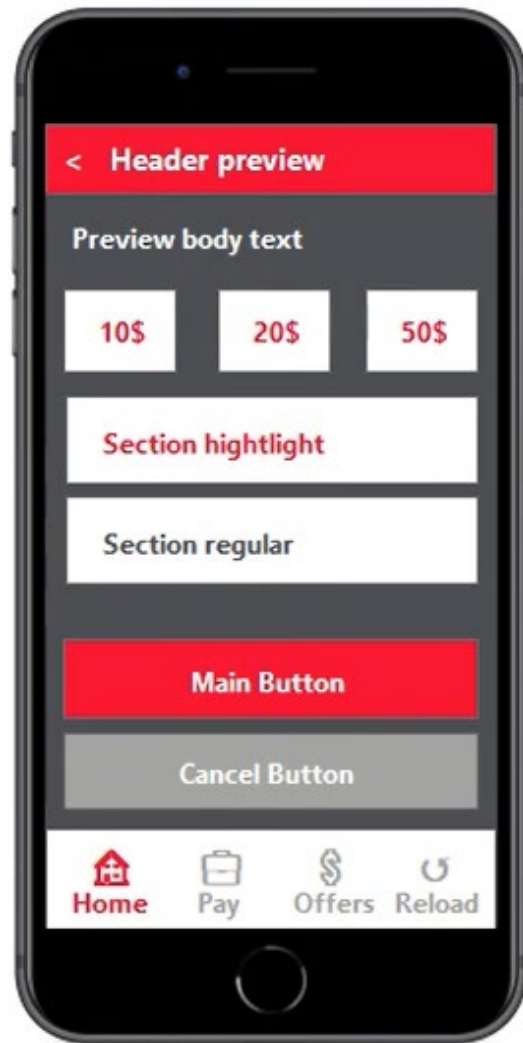 < Header preview
Preview body text
10$ 20$ 50$
Section hightlight
Section regular
Main Button
Cancel Button
Home Pay Offers Reload